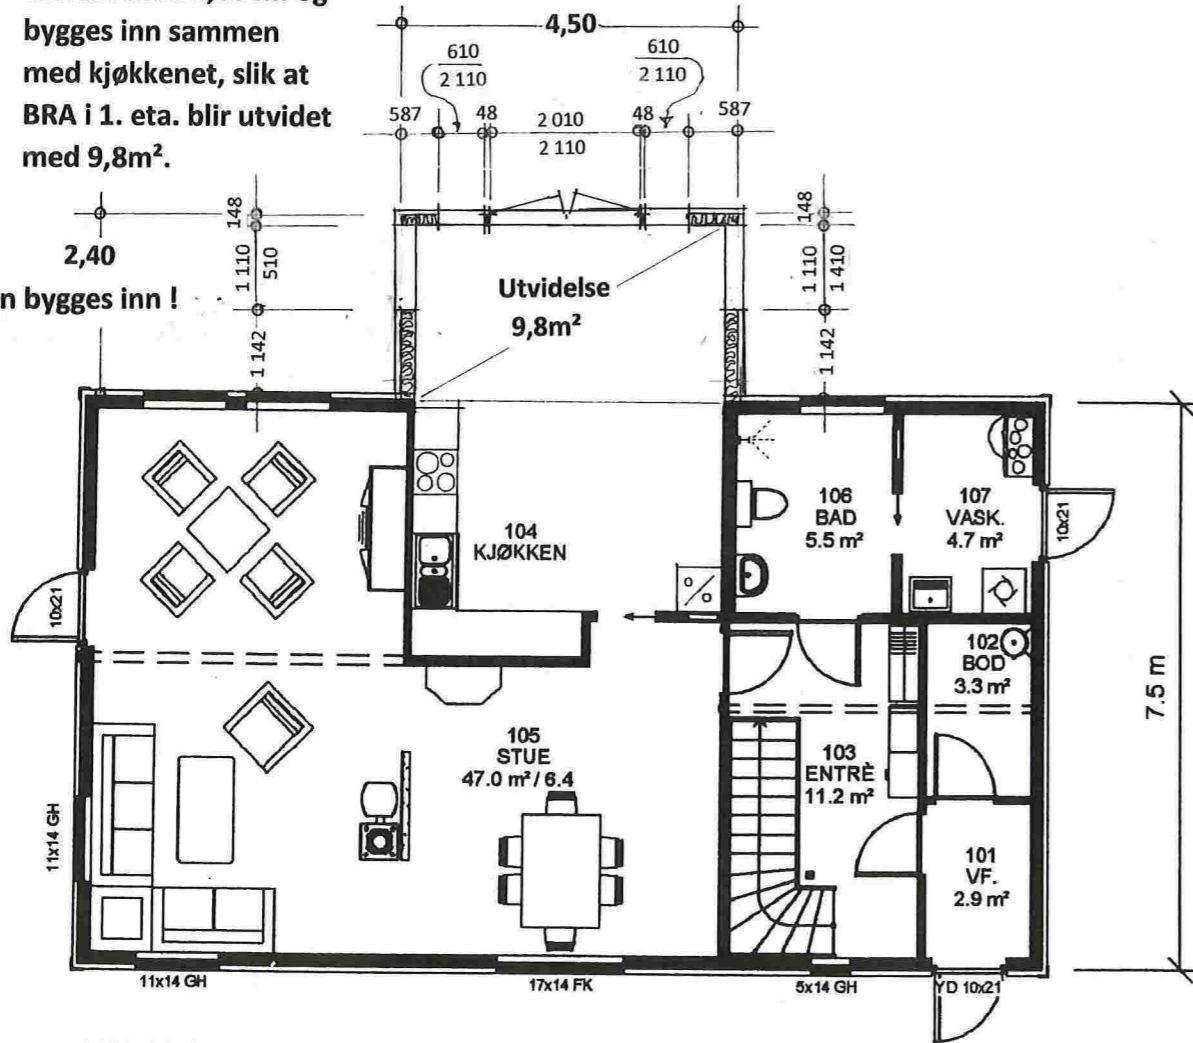 bygges inn sammen
med kjøkkenet, slik at
BRA i 1. eta. blir utvidet
med 9,8m².
4,50
610
2 110
610
2 110
587
48
2 010
2 110
48
587
148
1 110
510
1 142
2,40
n bygges inn !
148
1 110
1 410
1 142
Utvidelse
9,8m²
104
KJØKKEN
106
BAD
5.5 m²
107
VASK.
4.7 m²
10x21
10x21
102
BOD
3.3 m²
7.5 m
105
STUE
47.0 m²/ 6.4
103
ENTRÈ
11.2 m²
101
VF.
2.9 m²
11x14 GH
11x14 GH
17x14 FK
5x14 GH
YD 10x21